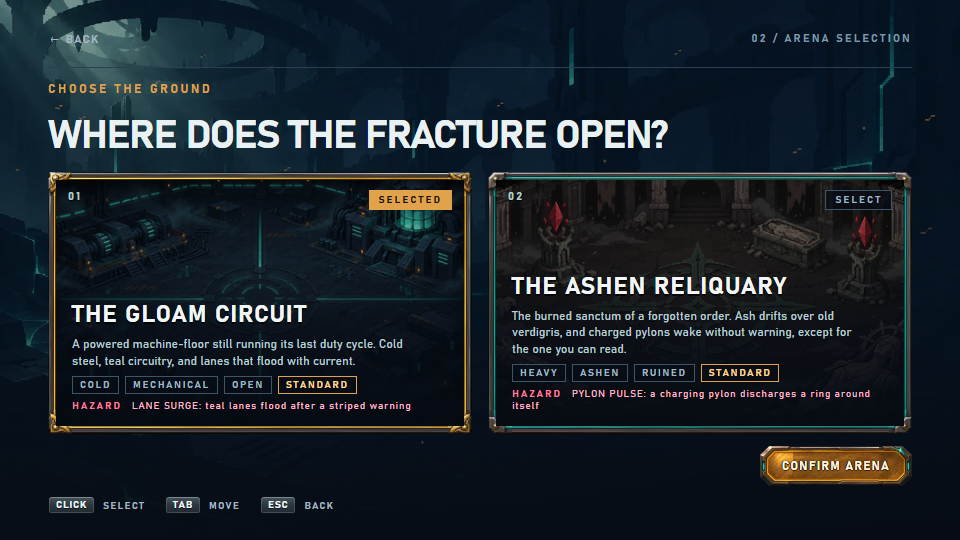 ← BACK
02 / ARENA SELECTION
CHOOSE THE GROUND
WHERE DOES THE FRACTURE OPEN?
01
SELECTED
THE GLOAM CIRCUIT
A powered machine-floor still running its last duty cycle. Cold
steel, teal circuitry, and lanes that flood with current.
COLD MECHANICAL OPEN STANDARD
HAZARD LANE SURGE: teal lanes flood after a striped warning
02
SELECT
THE ASHEN RELIQUARY
The burned sanctum of a forgotten order. Ash drifts over old
verdigris, and charged pylons wake without warning, except for
the one you can read.
HEAVY ASHEN RUINED STANDARD
HAZARD PYLON PULSE: a charging pylon discharges a ring around
itself
CONFIRM ARENA
CLICK SELECT TAB MOVE ESC BACK